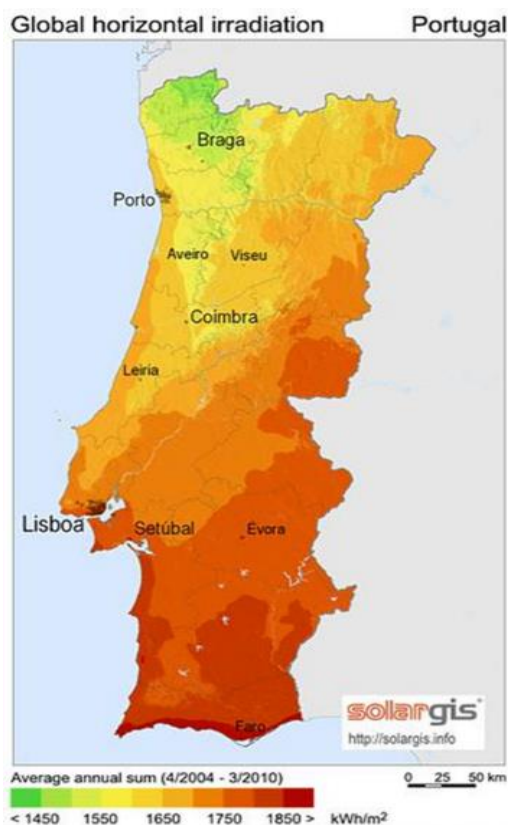 Global horizontal irradiation Portugal
Braga
Porto
Aveiro Viseu
Coimbra
Leiria
Lisboa
Setúbal
Évora
Faro
solargis
http://solargis.info
Average annual sum (4/2004 - 3/2010) 0 25 50 km
< 1450 1550 1650 1750 1850 > kWh/m²